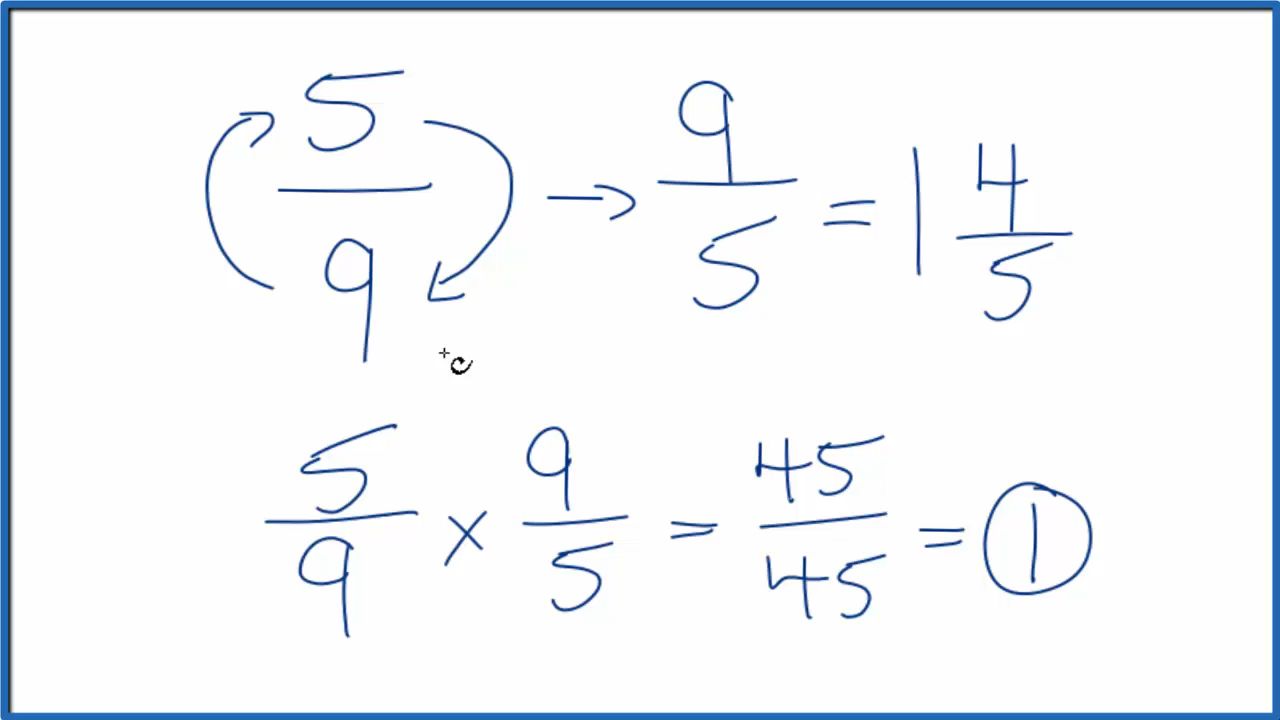 5/9 → 9/5 = 1 4/5
5/9 × 9/5 = 45/45 = 1